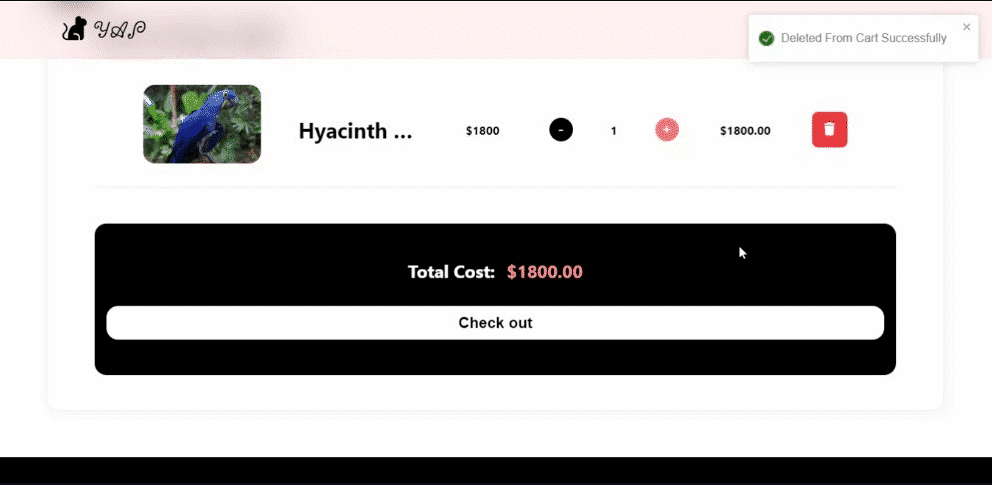 YAP
Deleted From Cart Successfully
×
Hyacinth ... $1800 - 1 + $1800.00
Total Cost: $1800.00
Check out